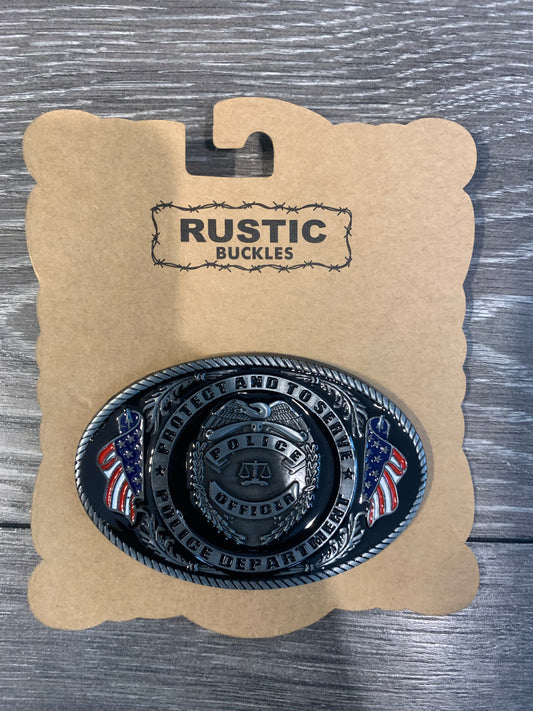 RUSTIC
BUCKLES
PROTECT AND TO SERVE
POLICE
OFFICER
POLICE DEPARTMENT